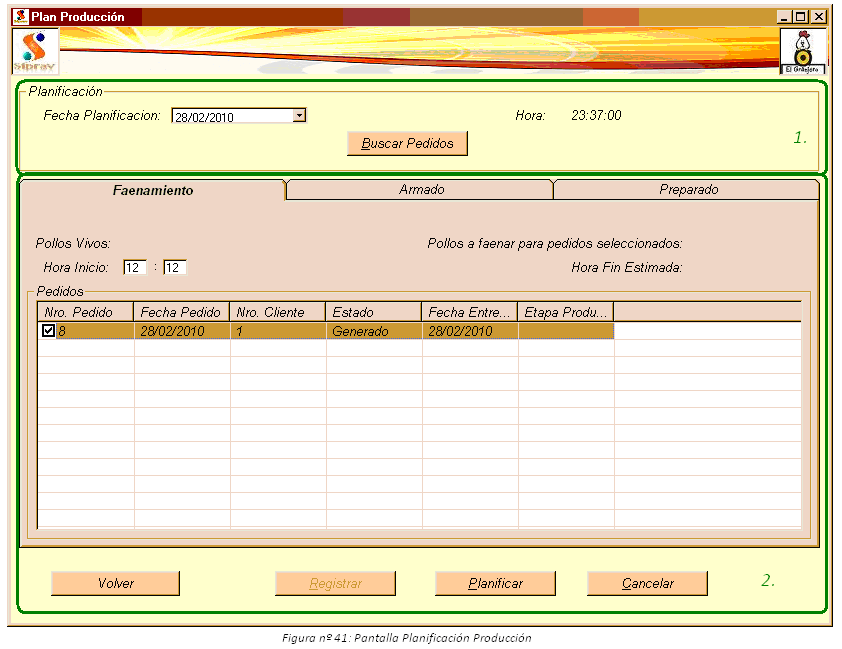 Plan Producción
Sipray
El Granjero
Planificación
Fecha Planificacion: 28/02/2010 Hora: 23:37:00
Buscar Pedidos
1.
Faenamiento Armado Preparado
Pollos Vivos: Pollos a faenar para pedidos seleccionados:
Hora Inicio: 12 : 12 Hora Fin Estimada:
Pedidos
Nro. Pedido Fecha Pedido Nro. Cliente Estado Fecha Entre... Etapa Produ...
8 28/02/2010 1 Generado 28/02/2010
Volver Registrar Planificar Cancelar 2.
Figura nº 41: Pantalla Planificación Producción